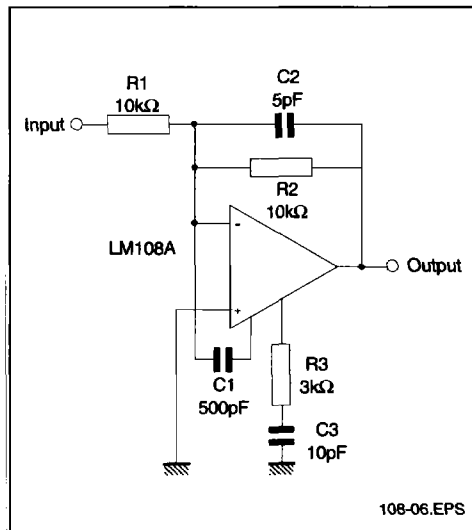 R1
10kΩ
C2
5pF
Input
R2
10kΩ
LM108A
-
+
Output
C1
500pF
R3
3kΩ
C3
10pF
108-06.EPS